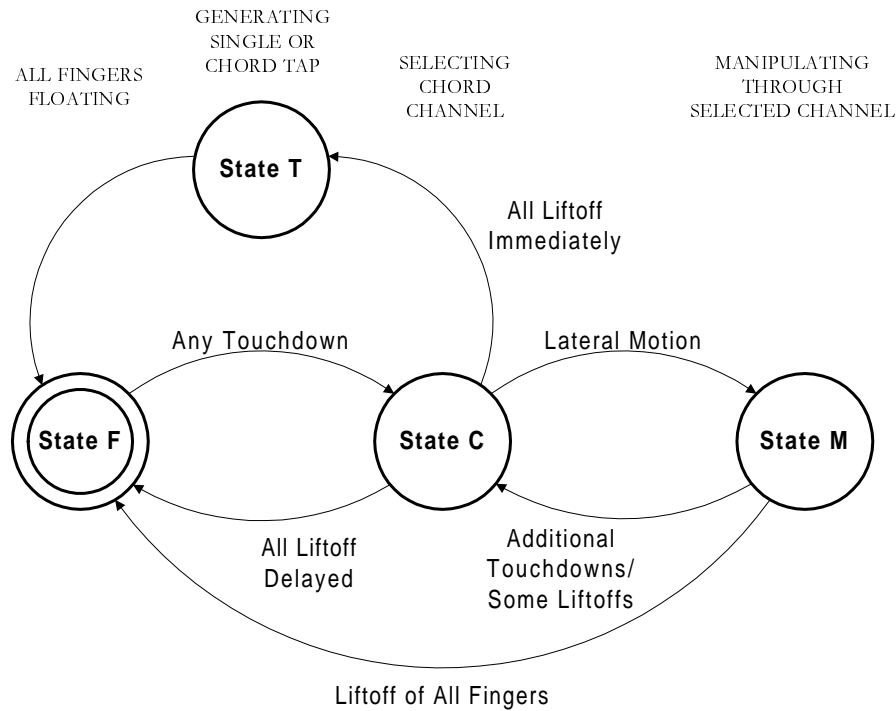 GENERATING
SINGLE OR
CHORD TAP
ALL FINGERS
FLOATING
SELECTING
CHORD
CHANNEL
MANIPULATING
THROUGH
SELECTED CHANNEL
State T
All Liftoff
Immediately
Any Touchdown
Lateral Motion
State F
State C
State M
All Liftoff
Delayed
Additional
Touchdowns/
Some Liftoffs
Liftoff of All Fingers